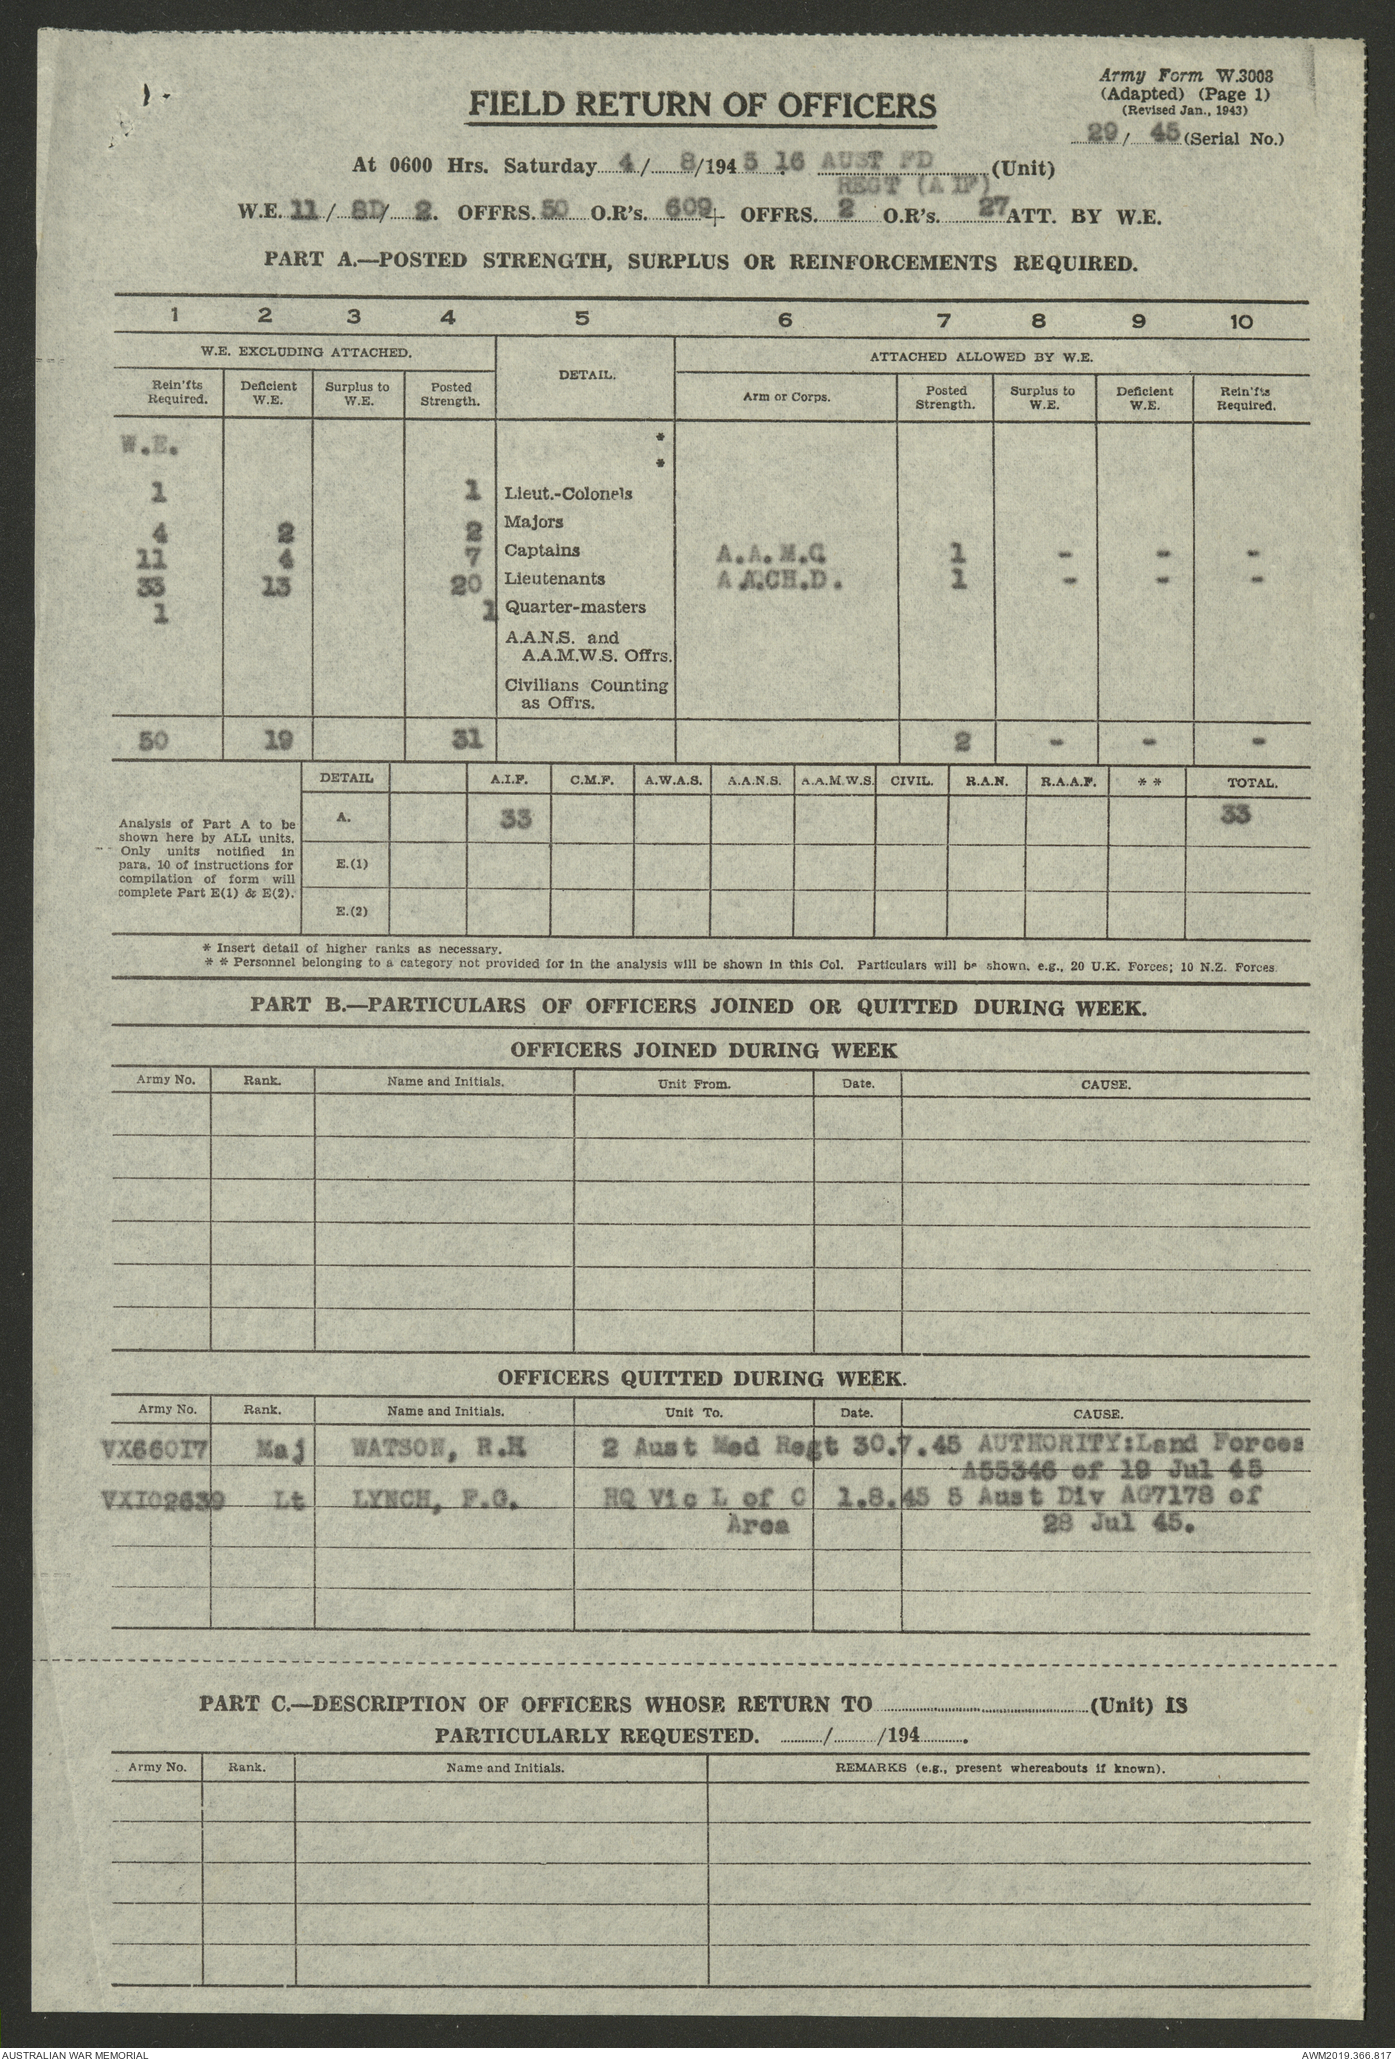 Army Form W.3008
(Adapted) (Page 1)
(Revised Jan., 1943)
FIELD RETURN OF OFFICERS
29/ 45 (Serial No.)
At 0600 Hrs. Saturday 4/ 8/1945 16 AUST FD (Unit)
REGT (AIF)
W.E. 11/ 8D/ 2. OFFRS. 50 O.R's. 609+ OFFRS. 2 O.R's. 27 ATT. BY W.E.
PART A.—POSTED STRENGTH, SURPLUS OR REINFORCEMENTS REQUIRED.
1 2 3 4 5 6 7 8 9 10
W.E. EXCLUDING ATTACHED. DETAIL. ATTACHED ALLOWED BY W.E.
Rein'fts Required. Deficient W.E. Surplus to W.E. Posted Strength. Arm or Corps. Posted Strength. Surplus to W.E. Deficient W.E. Rein'fts Required.
W.E. *
*
1 1 Lieut.-Colonels
4 2 2 Majors
11 4 7 Captains A.A.M.C. 1 - - -
33 13 20 Lieutenants A.A.CH.D. 1 - - -
1 1 Quarter-masters
A.A.N.S. and
A.A.M.W.S. Offrs.
Civilians Counting
as Offrs.
50 19 31 2 - - -
DETAIL A.I.F. C.M.F. A.W.A.S. A.A.N.S. A.A.M.W.S. CIVIL. R.A.N. R.A.A.F. * * TOTAL.
Analysis of Part A to be
shown here by ALL units.
Only units notified in
para. 10 of instructions for
compilation of form will
complete Part E(1) & E(2).
A. 33 33
E.(1)
E.(2)
* Insert detail of higher ranks as necessary.
* * Personnel belonging to a category not provided for in the analysis will be shown in this Col. Particulars will be shown, e.g., 20 U.K. Forces; 10 N.Z. Forces.
PART B.—PARTICULARS OF OFFICERS JOINED OR QUITTED DURING WEEK.
OFFICERS JOINED DURING WEEK
Army No. Rank. Name and Initials. Unit From. Date. CAUSE.
OFFICERS QUITTED DURING WEEK.
Army No. Rank. Name and Initials. Unit To. Date. CAUSE.
VX66017 Maj WATSON, R.H 2 Aust Med Regt 30.7.45 AUTHORITY:Land Forces
A55346 of 19 Jul 45
VX102639 Lt LYNCH, F.G. HQ Vic L of C 1.8.45 5 Aust Div AG7178 of
Area 28 Jul 45.
PART C.—DESCRIPTION OF OFFICERS WHOSE RETURN TO (Unit) IS
PARTICULARLY REQUESTED. / /194 .
Army No. Rank. Name and Initials. REMARKS (e.g., present whereabouts if known).
AUSTRALIAN WAR MEMORIAL AWM2019.366.817